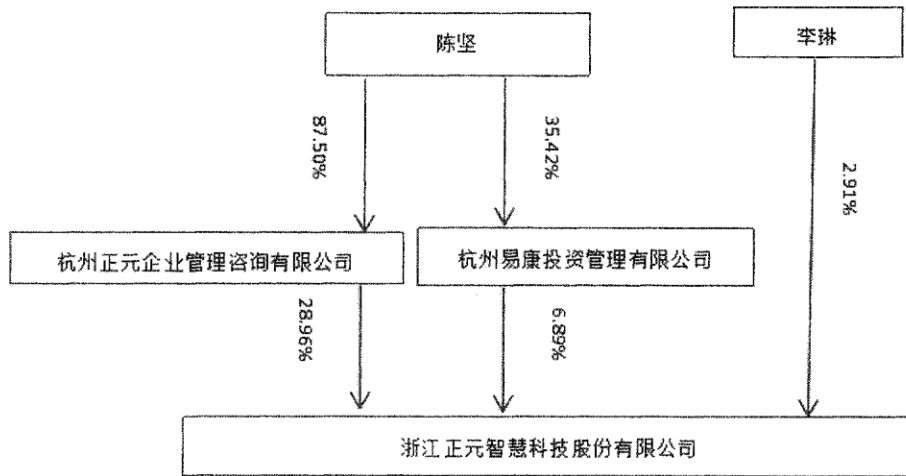 陈坚
李琳
87.50%
35.42%
2.91%
杭州正元企业管理咨询有限公司
杭州易康投资管理有限公司
28.96%
6.89%
浙江正元智慧科技股份有限公司